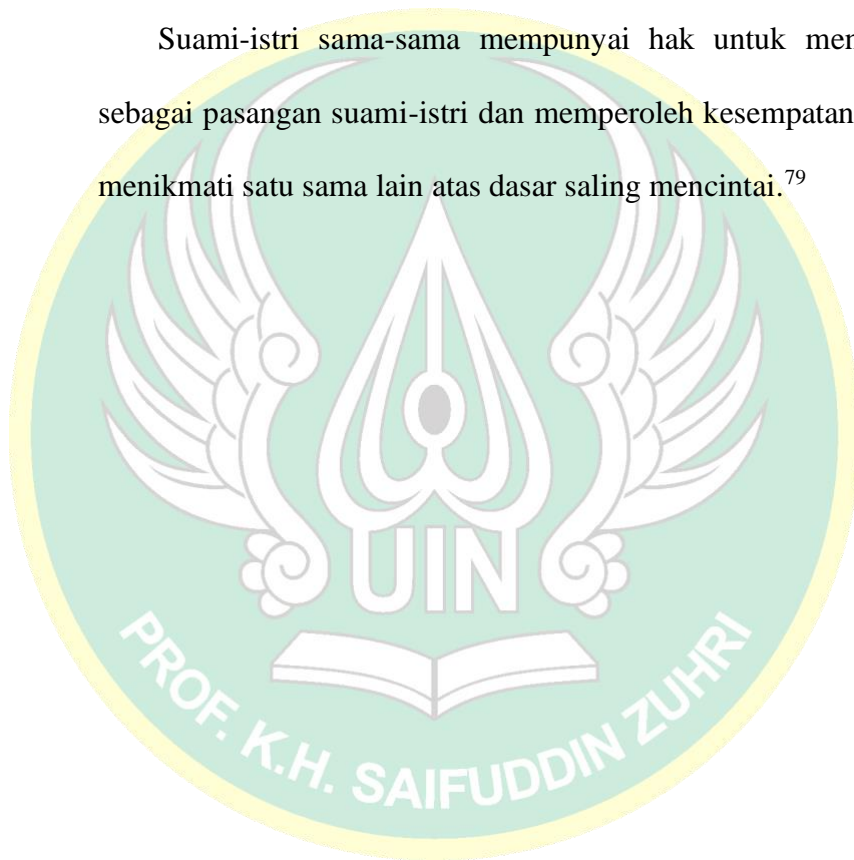 Suami-istri sama-sama mempunyai hak untuk
sebagai pasangan suami-istri dan memperoleh kesempatan
menikmati satu sama lain atas dasar saling mencintai.79
UIN
PROF. K.H. SAIFUDDIN ZUHRI